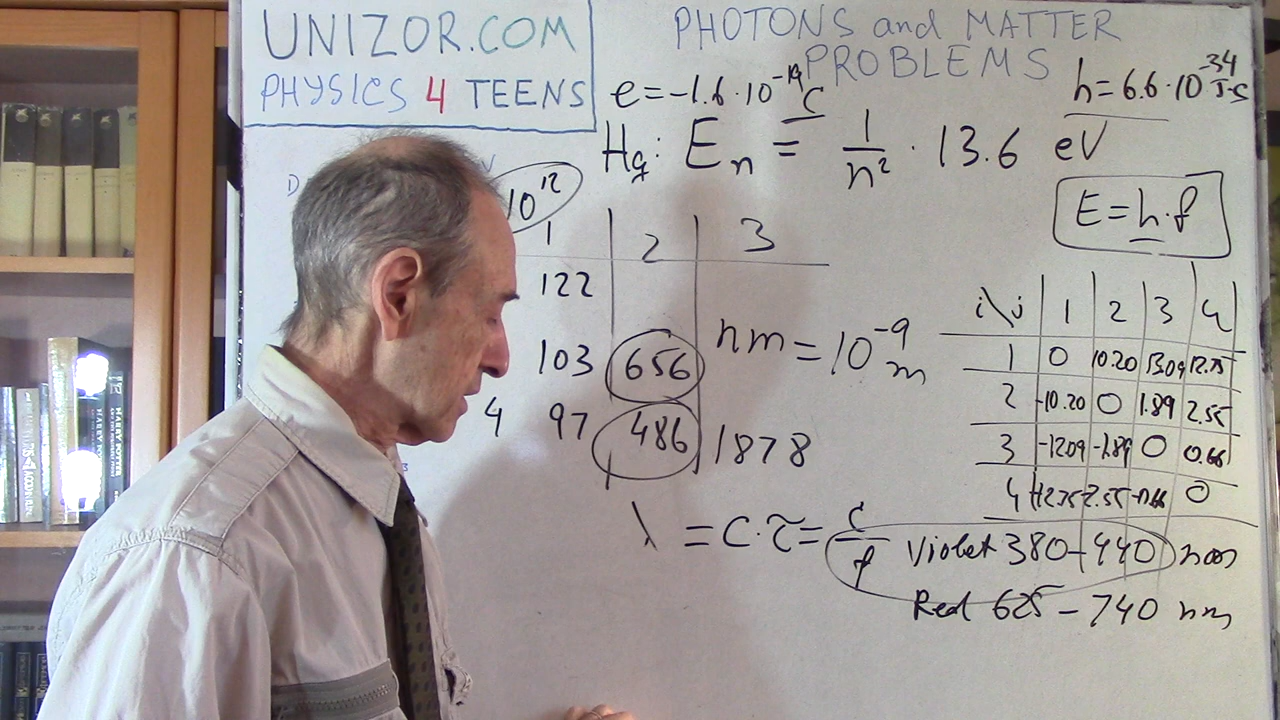 UNIZOR.COM
PHYSICS 4 TEENS
PHOTONS and MATTER
PROBLEMS
e=-1.6·10⁻¹⁹ C
h=6.6·10⁻³⁴ J·s
Hg: En = 1/n² · 13.6 eV
E=h·f
10¹²
1 2 3
122
103 656
4 97 486 1878
nm=10⁻⁹ m
i\j 1 2 3 4
1 0 10.20 13.09 12.75
2 -10.20 0 1.89 2.55
3 -12.09 -1.89 0 0.66
4 -12.75 -2.55 -0.66 0
λ = C·τ = c/f
Violet 380-440 nm
Red 625-740 nm